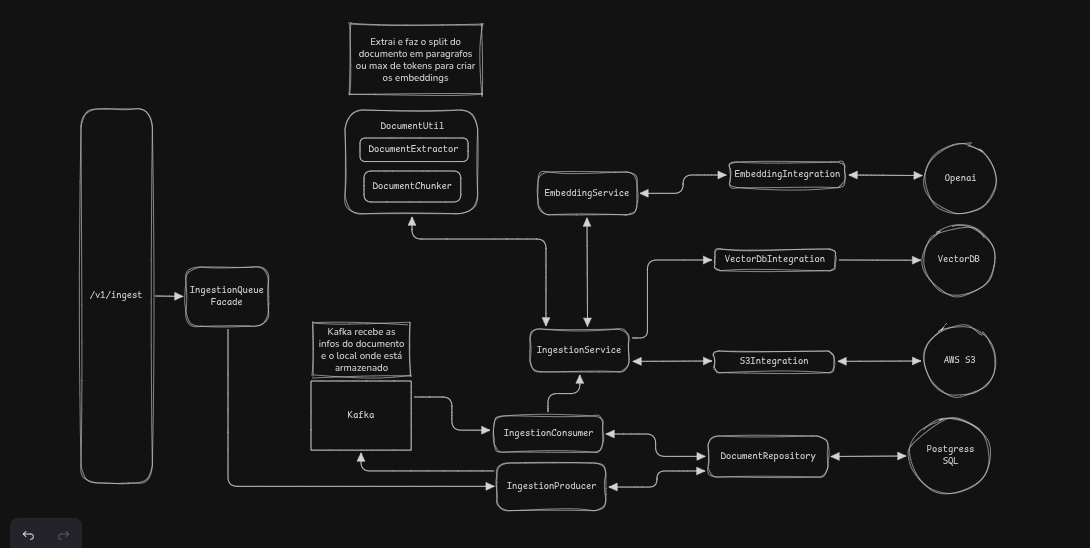 Extrai e faz o split do
documento em paragrafos
ou max de tokens para criar
os embeddings
DocumentUtil
DocumentExtractor
DocumentChunker
EmbeddingService
EmbeddingIntegration
Openai
/v1/ingest
IngestionQueue
Facade
VectorDbIntegration
VectorDB
Kafka recebe as
infos do documento
e o local onde está
armazenado
IngestionService
S3Integration
AWS S3
Kafka
IngestionConsumer
DocumentRepository
Postgress
SQL
IngestionProducer